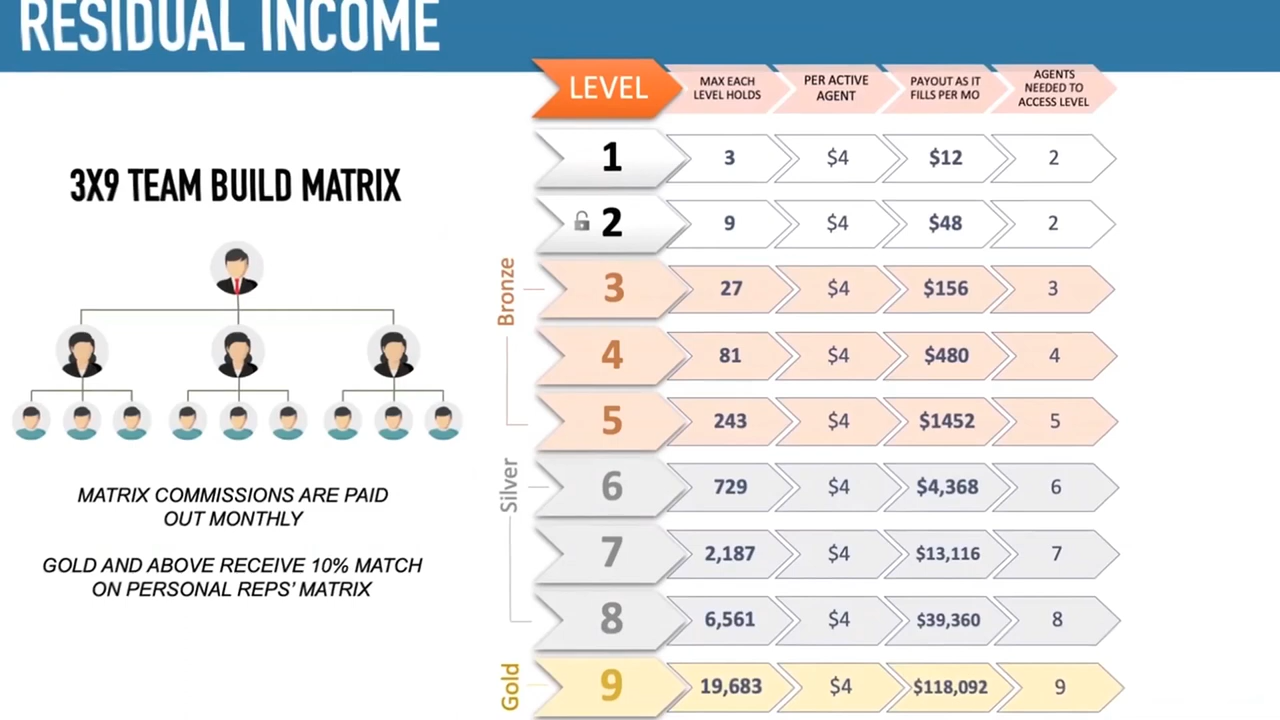 RESIDUAL INCOME
LEVEL
MAX EACH
LEVEL HOLDS
PER ACTIVE
AGENT
PAYOUT AS IT
FILLS PER MO
AGENTS
NEEDED TO
ACCESS LEVEL
3X9 TEAM BUILD MATRIX
MATRIX COMMISSIONS ARE PAID
OUT MONTHLY
GOLD AND ABOVE RECEIVE 10% MATCH
ON PERSONAL REPS' MATRIX
1 3 $4 $12 2
2 9 $4 $48 2
Bronze
3 27 $4 $156 3
4 81 $4 $480 4
5 243 $4 $1452 5
Silver
6 729 $4 $4,368 6
7 2,187 $4 $13,116 7
8 6,561 $4 $39,360 8
Gold
9 19,683 $4 $118,092 9